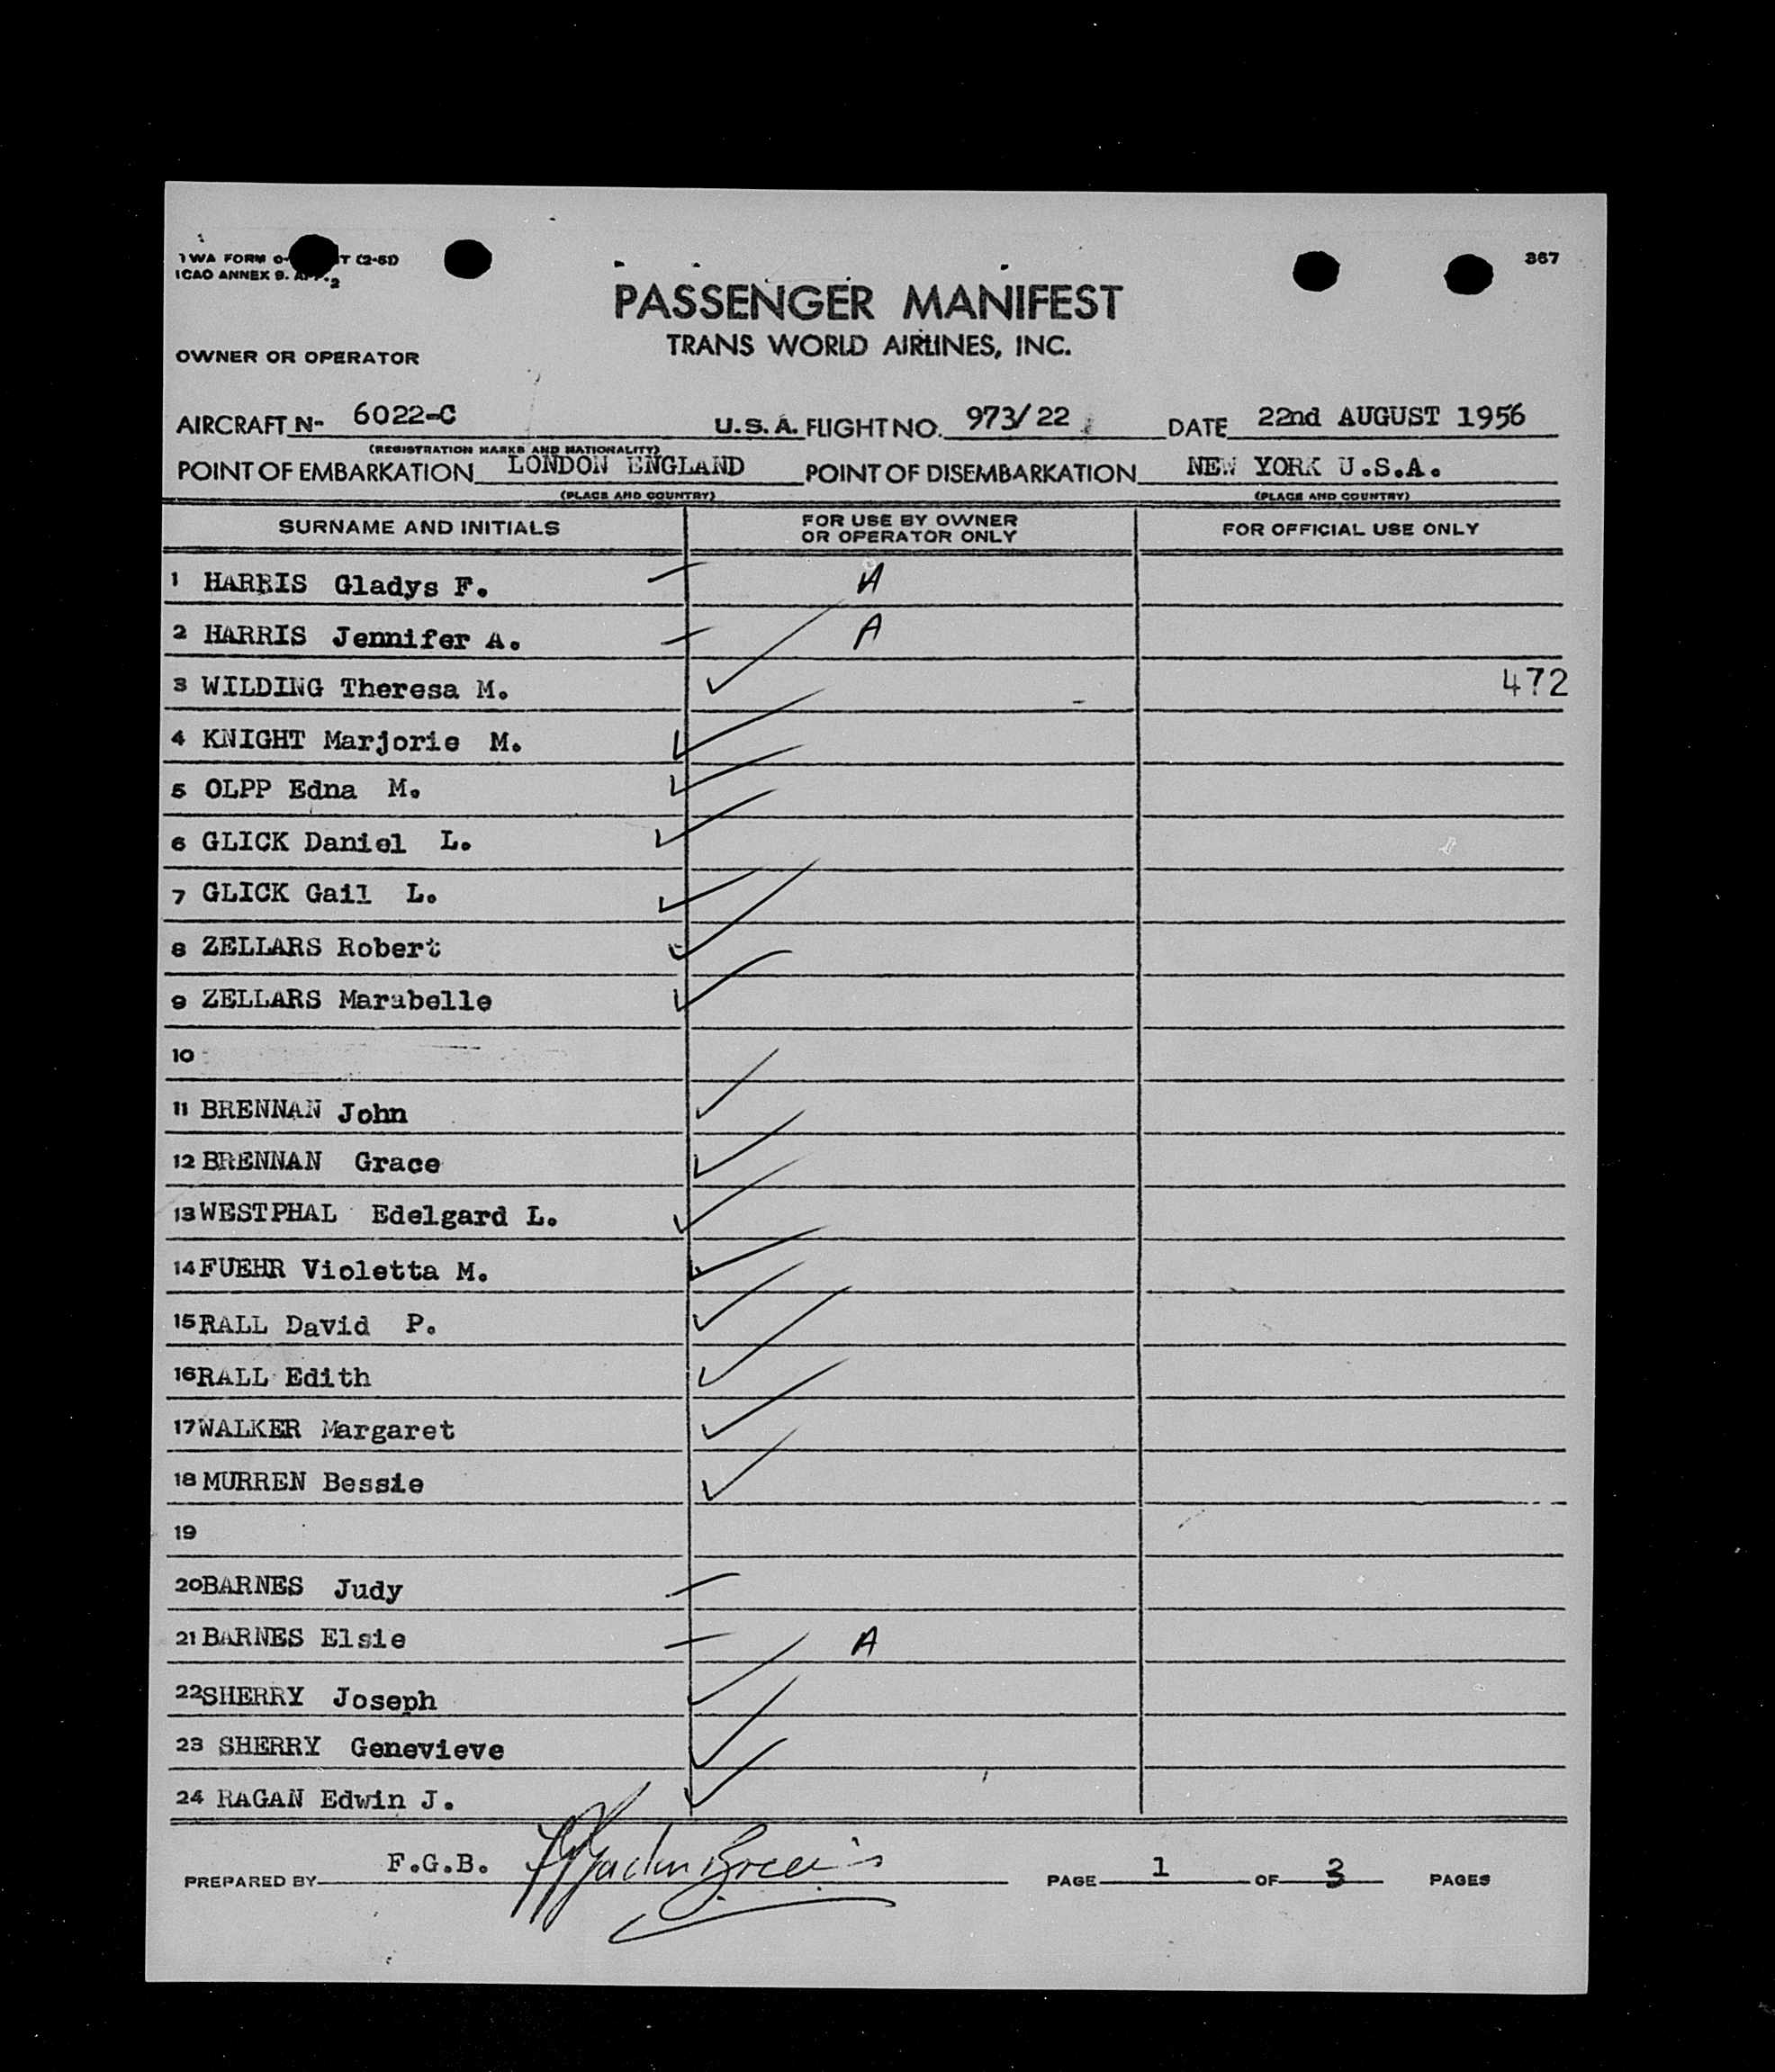 TWA FORM O- T (2-51)
ICAO ANNEX 9. APP. 2
367
PASSENGER MANIFEST
TRANS WORLD AIRLINES, INC.
OWNER OR OPERATOR
AIRCRAFT N- 6022-C U.S.A. FLIGHT NO. 973/22 DATE 22nd AUGUST 1956
(REGISTRATION MARKS AND NATIONALITY)
POINT OF EMBARKATION LONDON ENGLAND POINT OF DISEMBARKATION NEW YORK U.S.A.
(PLACE AND COUNTRY) (PLACE AND COUNTRY)
SURNAME AND INITIALS FOR USE BY OWNER OR OPERATOR ONLY FOR OFFICIAL USE ONLY
1 HARRIS Gladys F. A
2 HARRIS Jennifer A. A
3 WILDING Theresa M. 472
4 KNIGHT Marjorie M.
5 OLPP Edna M.
6 GLICK Daniel L.
7 GLICK Gail L.
8 ZELLARS Robert
9 ZELLARS Marabelle
10
11 BRENNAN John
12 BRENNAN Grace
13 WESTPHAL Edelgard L.
14 FUEHR Violetta M.
15 RALL David P.
16 RALL Edith
17 WALKER Margaret
18 MURREN Bessie
19
20 BARNES Judy
21 BARNES Elsie A
22 SHERRY Joseph
23 SHERRY Genevieve
24 RAGAN Edwin J.
PREPARED BY F.G.B. PAGE 1 OF 3 PAGES